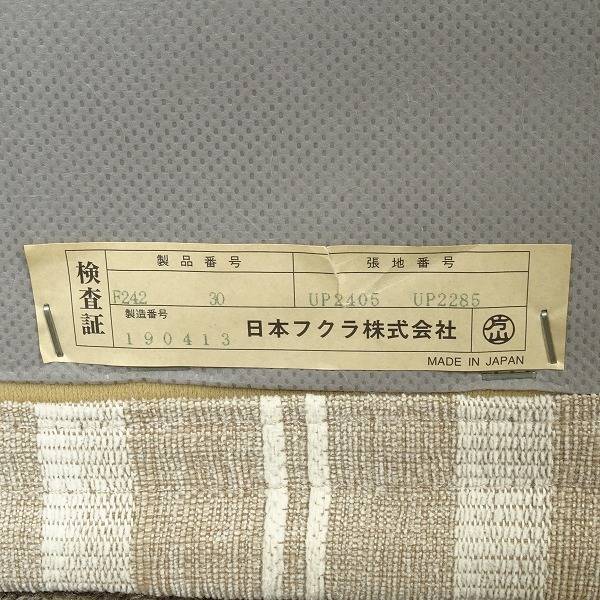 検査証
製品番号 張地番号
F242 30 UP2405 UP2285
製造番号
190413 日本フクラ株式会社
MADE IN JAPAN